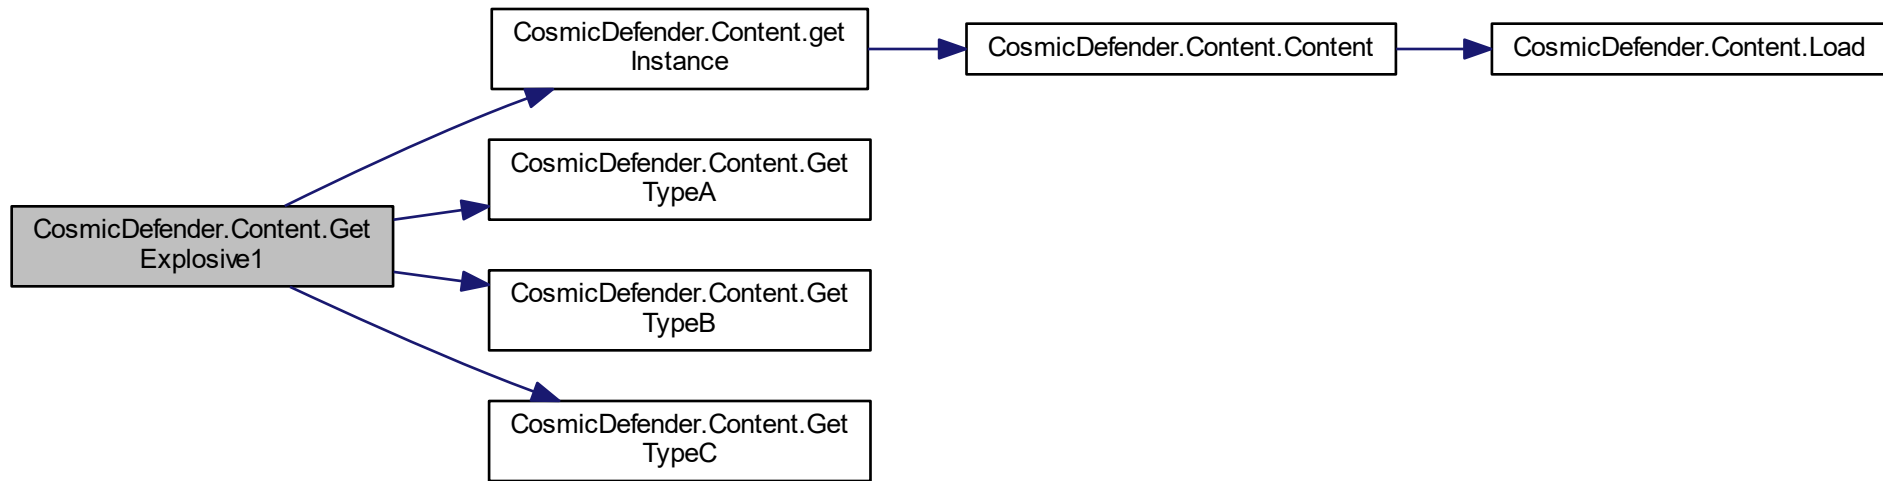 CosmicDefender.Content.get
Instance
CosmicDefender.Content.Content
CosmicDefender.Content.Load
CosmicDefender.Content.Get
TypeA
CosmicDefender.Content.Get
Explosive1
CosmicDefender.Content.Get
TypeB
CosmicDefender.Content.Get
TypeC